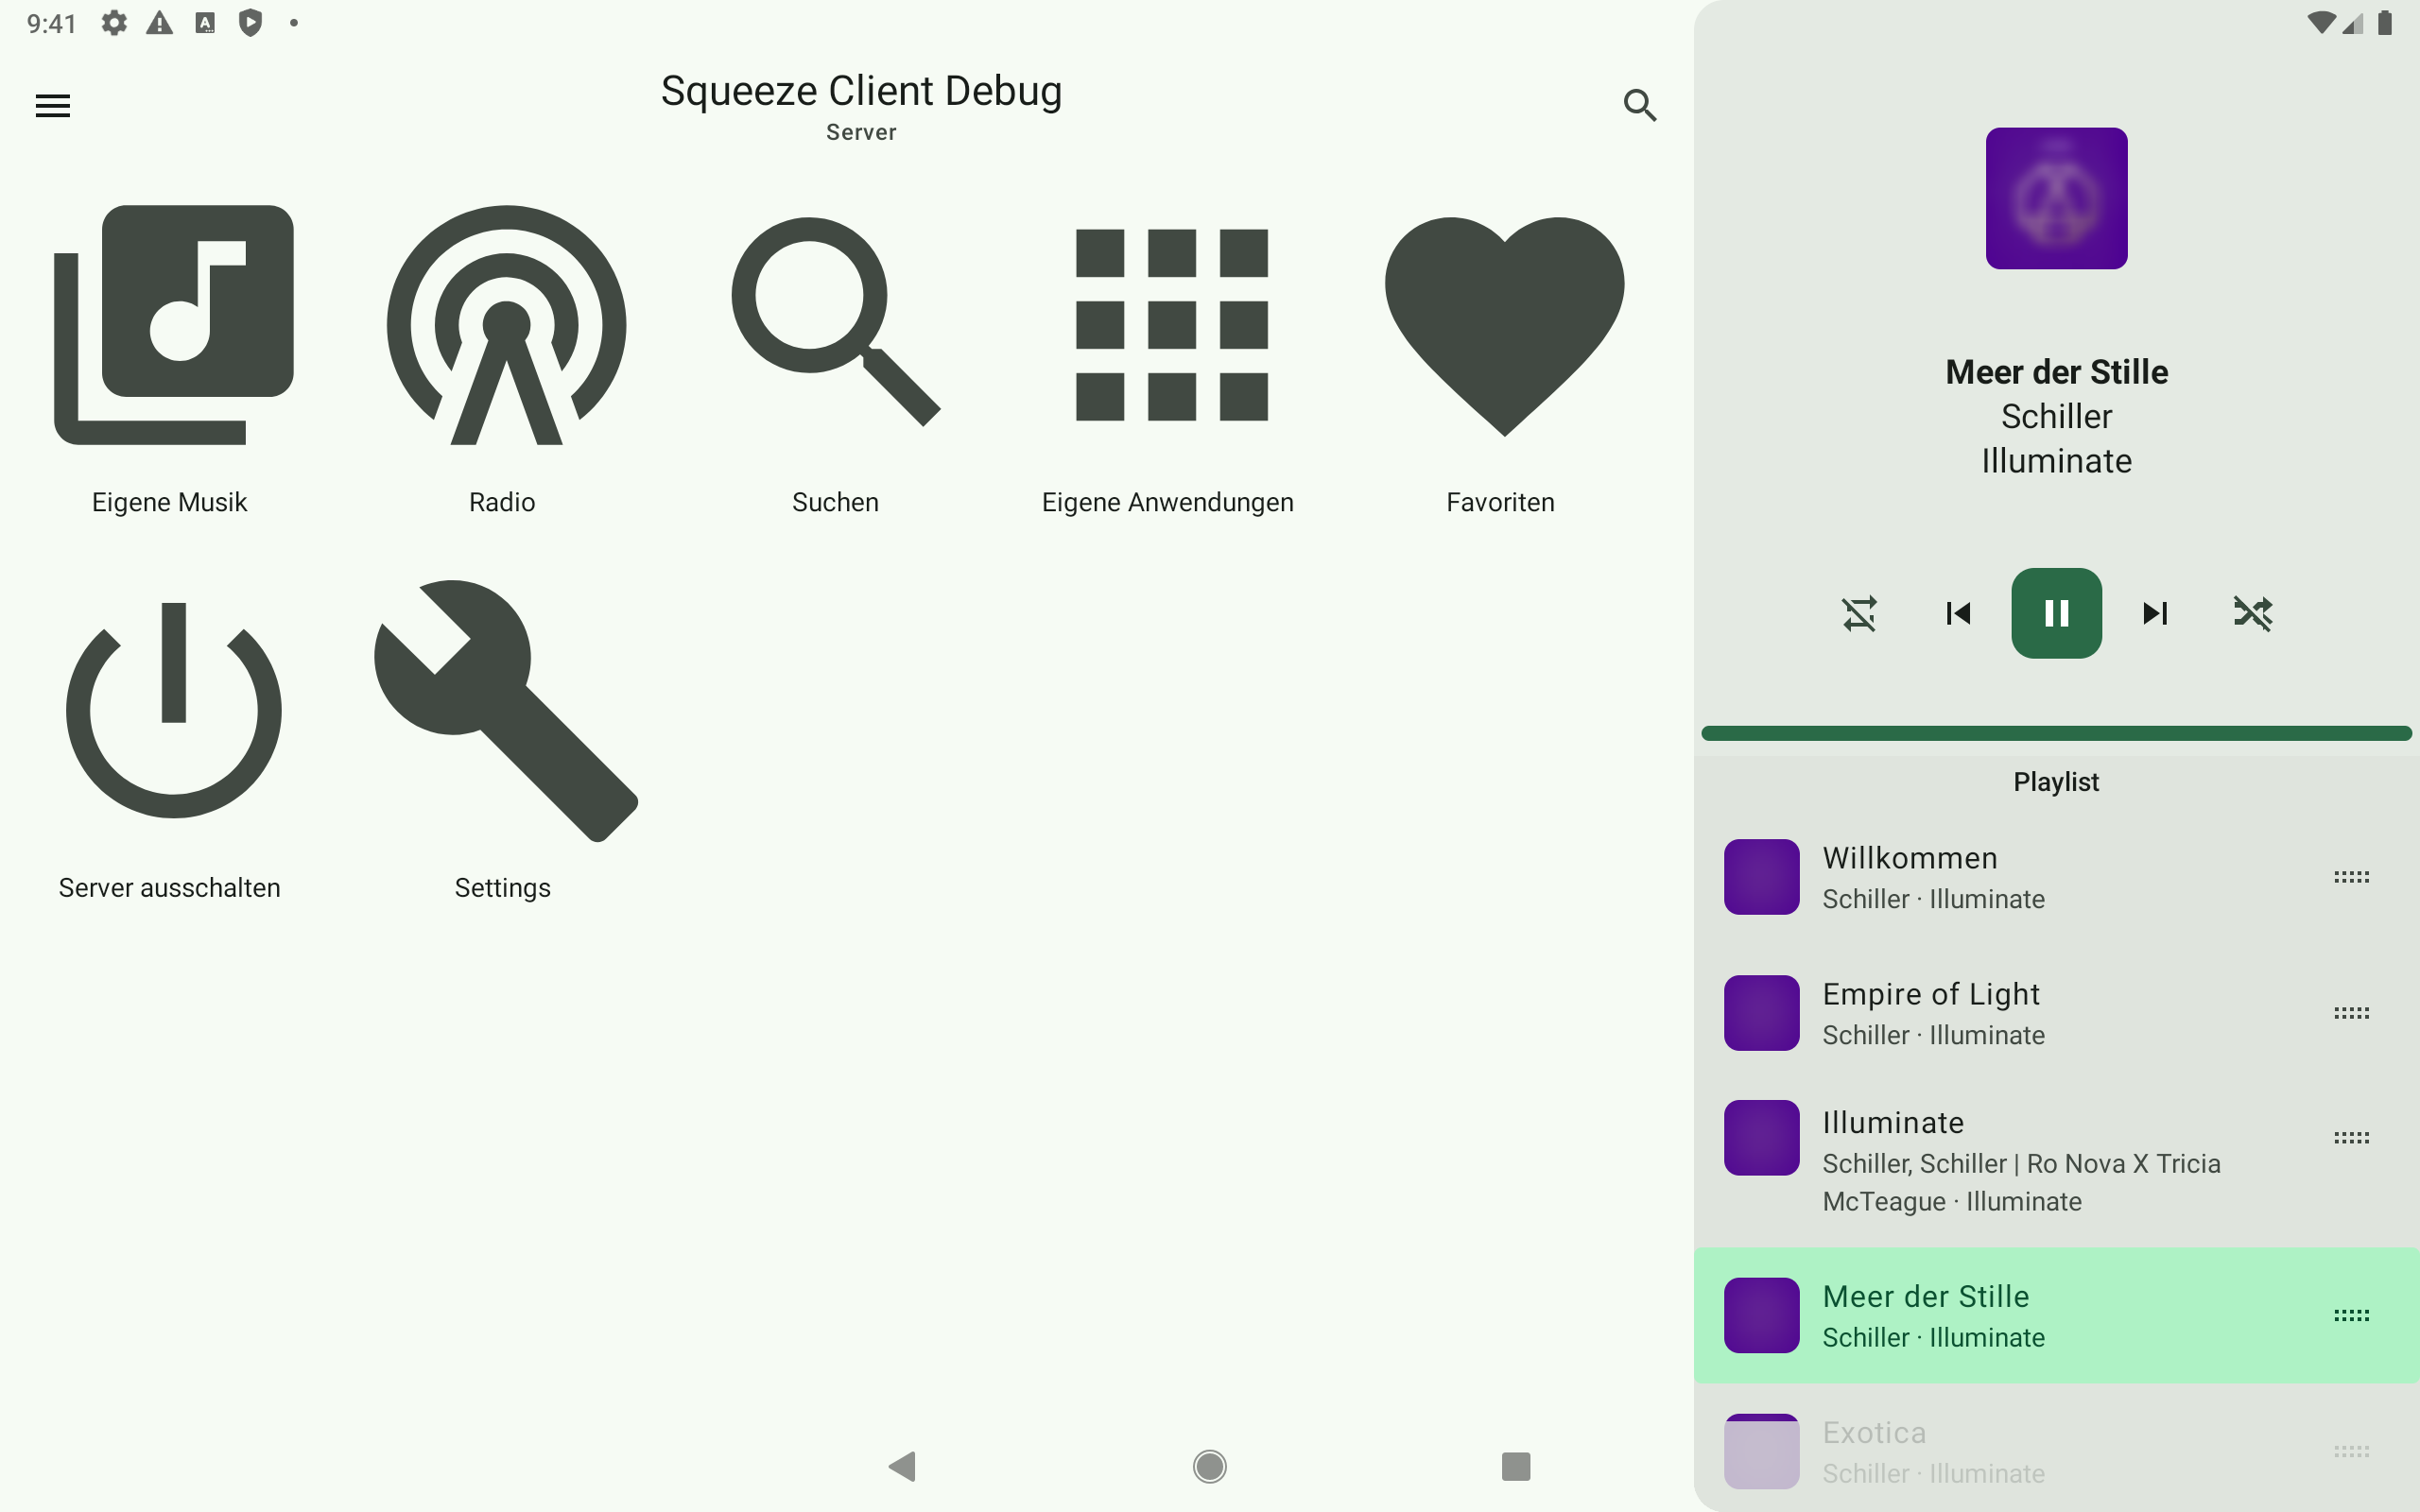 9:41
Squeeze Client Debug
Server
Eigene Musik
Radio
Suchen
Eigene Anwendungen
Favoriten
Server ausschalten
Settings
Meer der Stille
Schiller
Illuminate
Playlist
Willkommen
Schiller · Illuminate
Empire of Light
Schiller · Illuminate
Illuminate
Schiller, Schiller | Ro Nova X Tricia
McTeague · Illuminate
Meer der Stille
Schiller · Illuminate
Exotica
Schiller · Illuminate